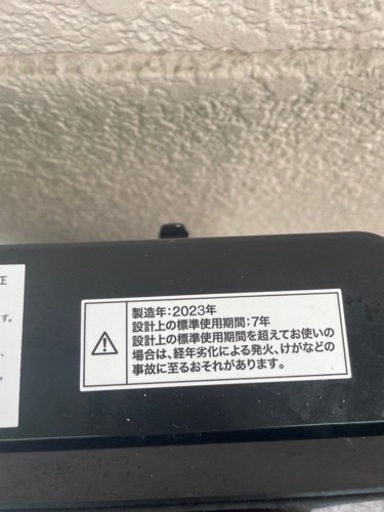 正
す。
、
。
製造年:2023年
設計上の標準使用期間:7年
設計上の標準使用期間を超えてお使いの
場合は、経年劣化による発火、けがなどの
事故に至るおそれがあります。